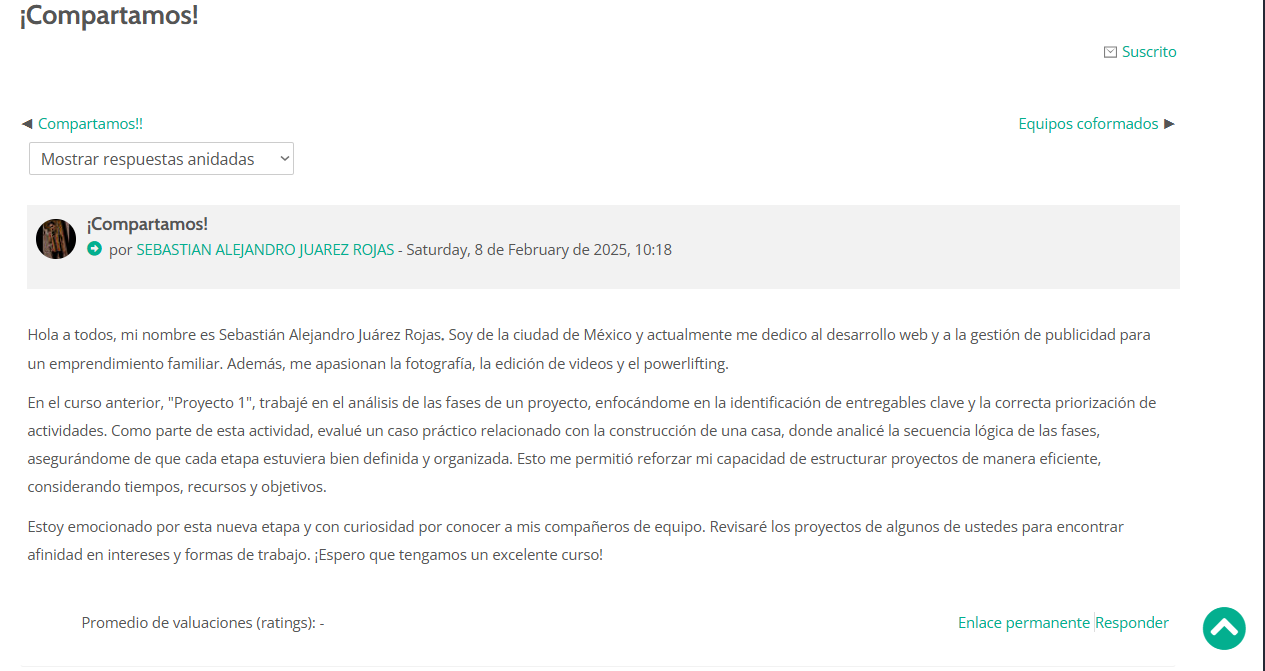 ¡Compartamos!
Suscrito
◀ Compartamos!!
Equipos coformados ▶
Mostrar respuestas anidadas
¡Compartamos!
por SEBASTIAN ALEJANDRO JUAREZ ROJAS - Saturday, 8 de February de 2025, 10:18
Hola a todos, mi nombre es Sebastián Alejandro Juárez Rojas. Soy de la ciudad de México y actualmente me dedico al desarrollo web y a la gestión de publicidad para
un emprendimiento familiar. Además, me apasionan la fotografía, la edición de videos y el powerlifting.
En el curso anterior, "Proyecto 1", trabajé en el análisis de las fases de un proyecto, enfocándome en la identificación de entregables clave y la correcta priorización de
actividades. Como parte de esta actividad, evalué un caso práctico relacionado con la construcción de una casa, donde analicé la secuencia lógica de las fases,
asegurándome de que cada etapa estuviera bien definida y organizada. Esto me permitió reforzar mi capacidad de estructurar proyectos de manera eficiente,
considerando tiempos, recursos y objetivos.
Estoy emocionado por esta nueva etapa y con curiosidad por conocer a mis compañeros de equipo. Revisaré los proyectos de algunos de ustedes para encontrar
afinidad en intereses y formas de trabajo. ¡Espero que tengamos un excelente curso!
Promedio de valuaciones (ratings): -
Enlace permanente Responder